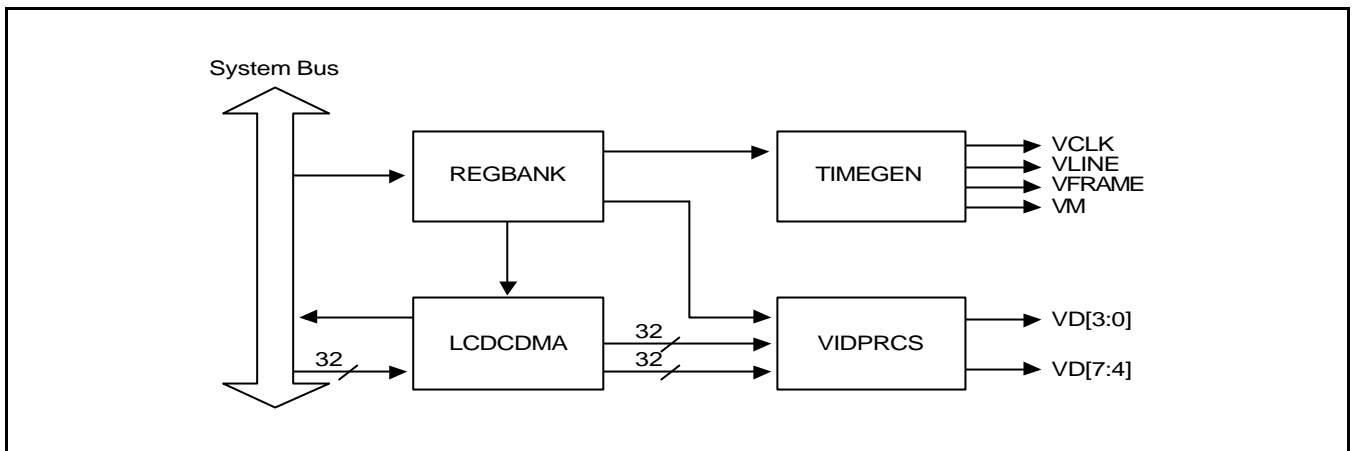 System Bus
REGBANK
TIMEGEN
VCLK
VLINE
VFRAME
VM
LCDCDMA
32
32
32
VIDPRCS
VD[3:0]
VD[7:4]